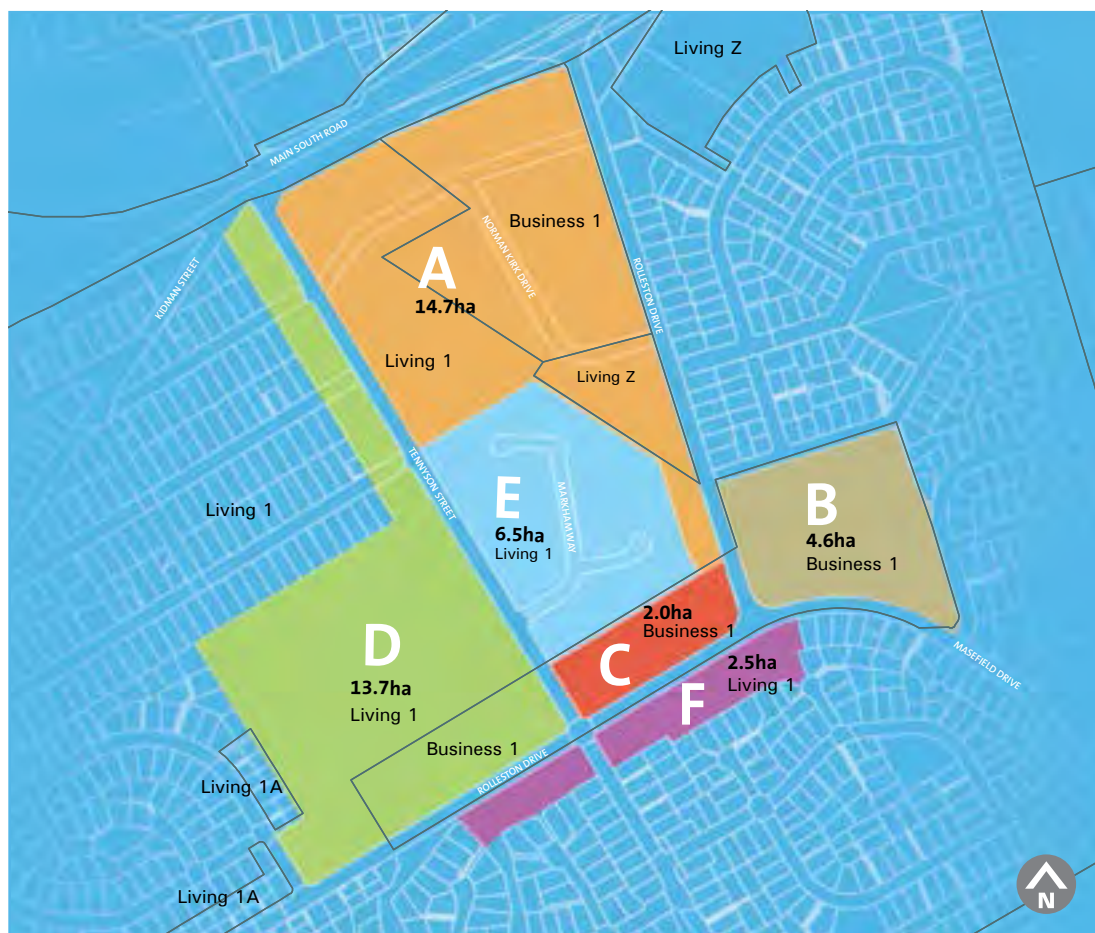 Living Z
MAIN SOUTH ROAD
Business 1
NORMAN KIRK DRIVE
KIDMAN STREET
A
14.7ha
ROLLESTON DRIVE
Living 1
Living Z
TENNYSON STREET
E
6.5ha
Living 1
MARKHAM WAY
B
4.6ha
Business 1
Living 1
2.0ha
Business 1
C
D
13.7ha
Living 1
MASEFIELD DRIVE
2.5ha
Living 1
F
Business 1
ROLLESTON DRIVE
Living 1A
Living 1A
N